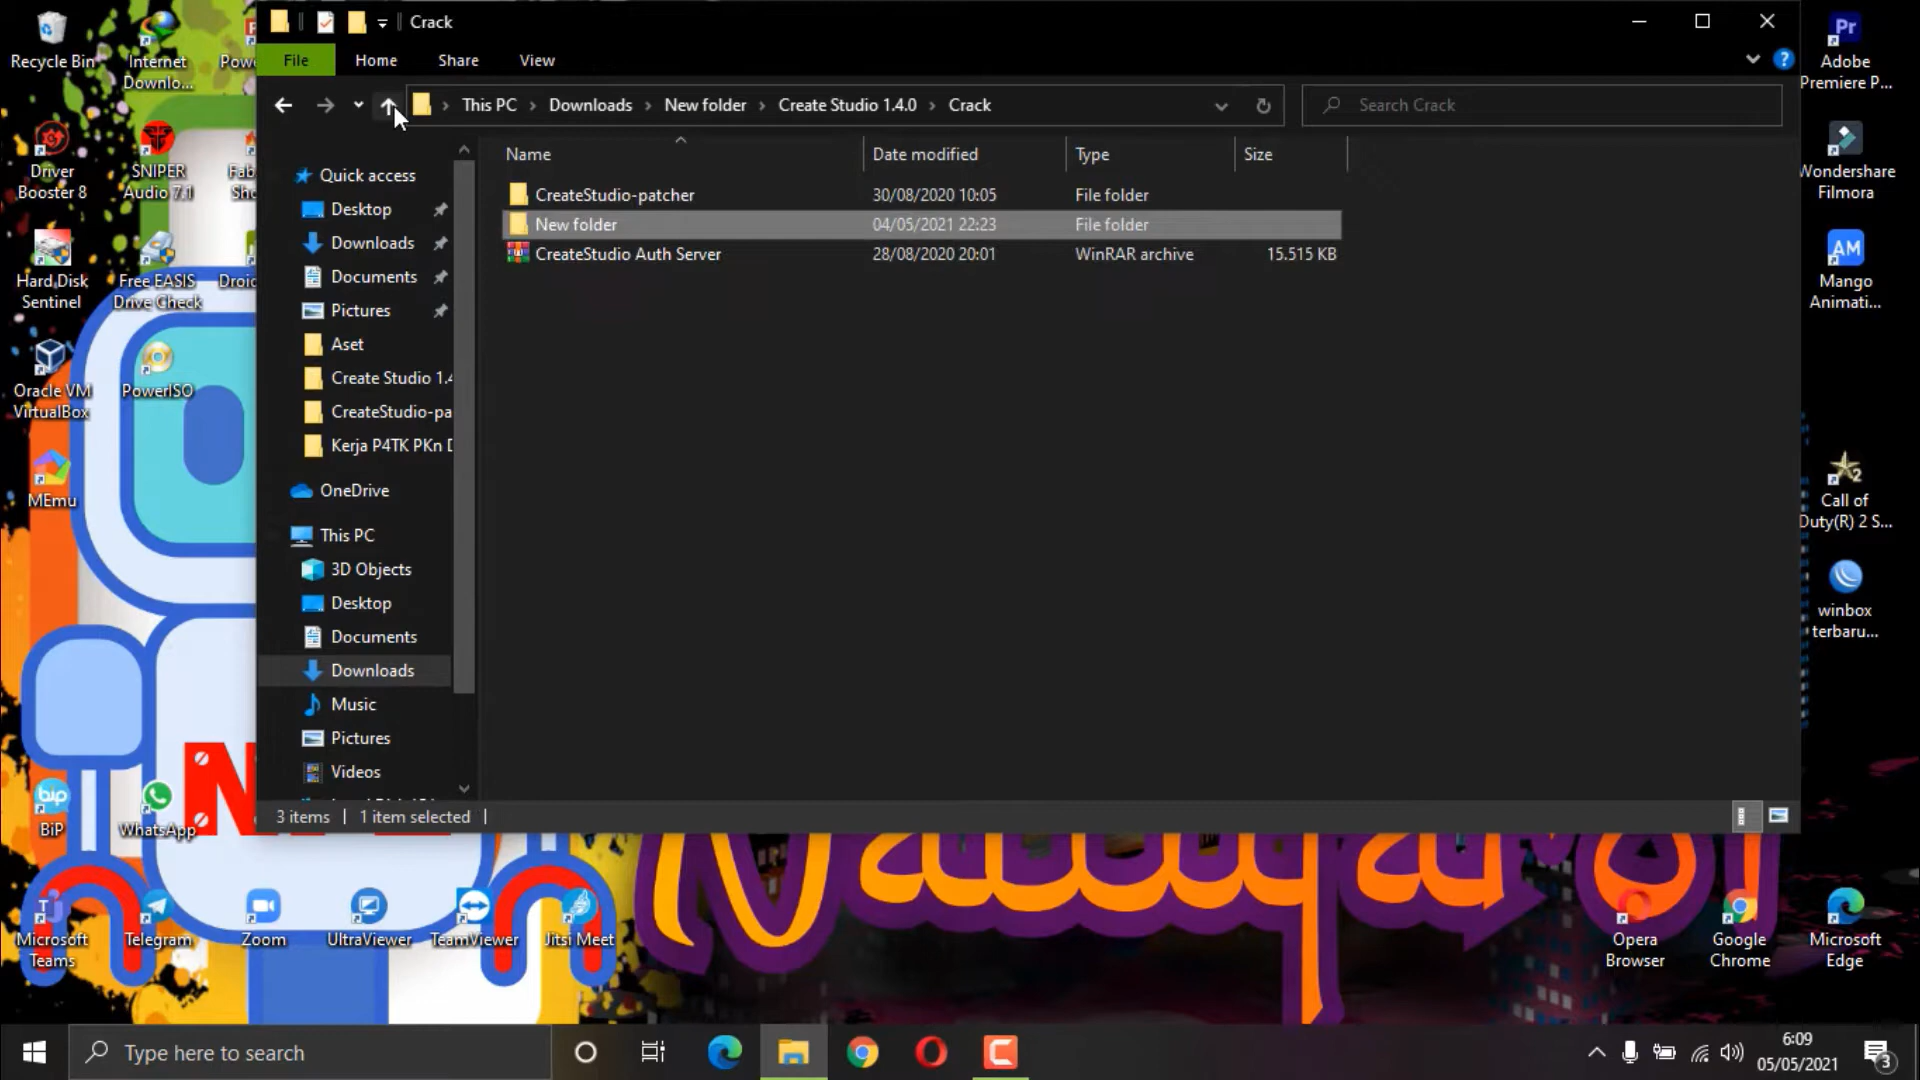 Crack
File
Home
Share
View
This PC
Downloads
New folder
Create Studio 1.4.0
Crack
Search Crack
Name
Date modified
Type
Size
CreateStudio-patcher
30/08/2020 10:05
File folder
New folder
04/05/2021 22:23
File folder
CreateStudio Auth Server
28/08/2020 20:01
WinRAR archive
15.515 KB
Quick access
Desktop
Downloads
Documents
Pictures
Aset
Create Studio 1.4
CreateStudio-pa
Kerja P4TK PKn D
OneDrive
This PC
3D Objects
Desktop
Documents
Downloads
Music
Pictures
Videos
3 items
1 item selected
Recycle Bin
Internet
Downlo...
Pow
Driver
Booster 8
SNIPER
Audio 7.1
Fab
Sho
Hard Disk
Sentinel
Free EASIS
Drive Check
Droid
Oracle VM
VirtualBox
PowerISO
MEmu
BiP
WhatsApp
N
Microsoft
Teams
Telegram
Zoom
UltraViewer
TeamViewer
Jitsi Meet
Adobe
Premiere P...
Wondershare
Filmora
AM
Mango
Animati...
Call of
Duty(R) 2 S...
winbox
terbaru...
Opera
Browser
Google
Chrome
Microsoft
Edge
Type here to search
6:09
05/05/2021
3